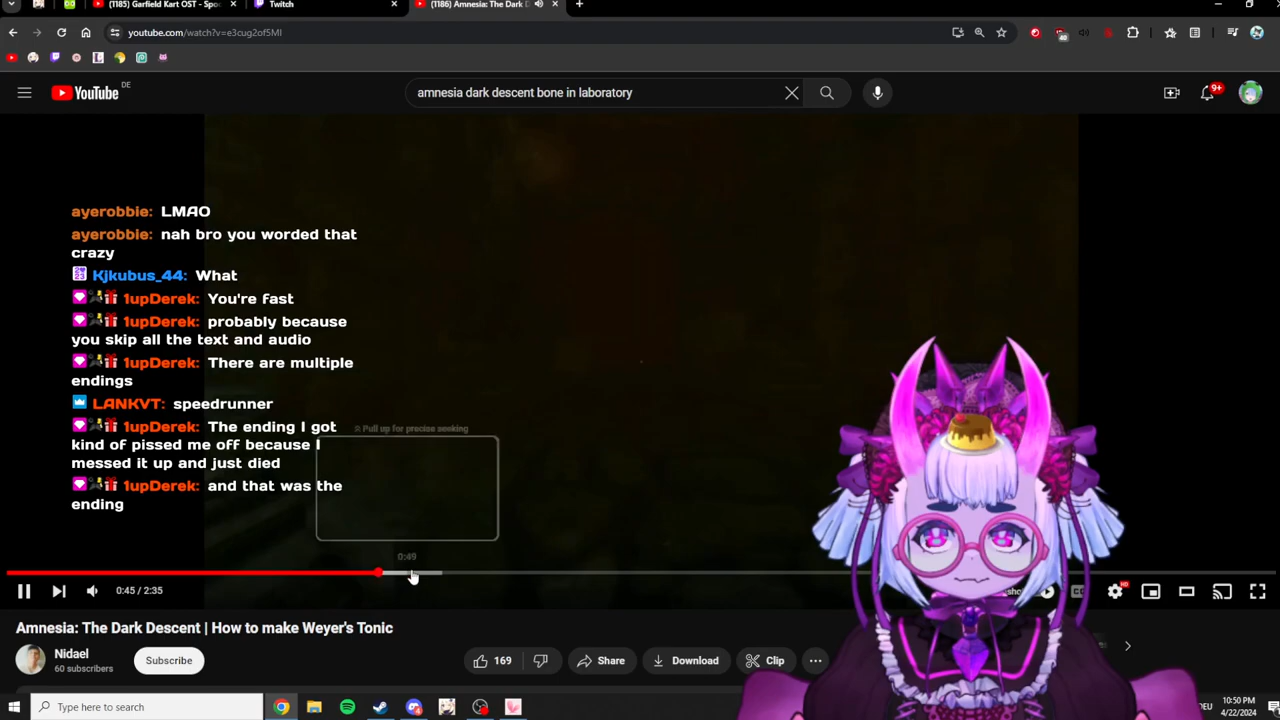 (1185) Garfield Kart OST - Spo
Twitch
(1186) Amnesia: The Dark D
youtube.com/watch?v=e3cug2of5MI
40
YouTube DE
amnesia dark descent bone in laboratory
9+
ayerobbie: LMAO
ayerobbie: nah bro you worded that
crazy
Kjkubus_44: What
1upDerek: You're fast
1upDerek: probably because
you skip all the text and audio
1upDerek: There are multiple
endings
LANKVT: speedrunner
1upDerek: The ending I got
kind of pissed me off because I
messed it up and just died
1upDerek: and that was the
ending
Pull up for precise seeking
0:49
0:45 / 2:35
HD
Amnesia: The Dark Descent | How to make Weyer's Tonic
Nidael
60 subscribers
Subscribe
169
Share
Download
Clip
Type here to search
DEU
10:50 PM
4/22/2024